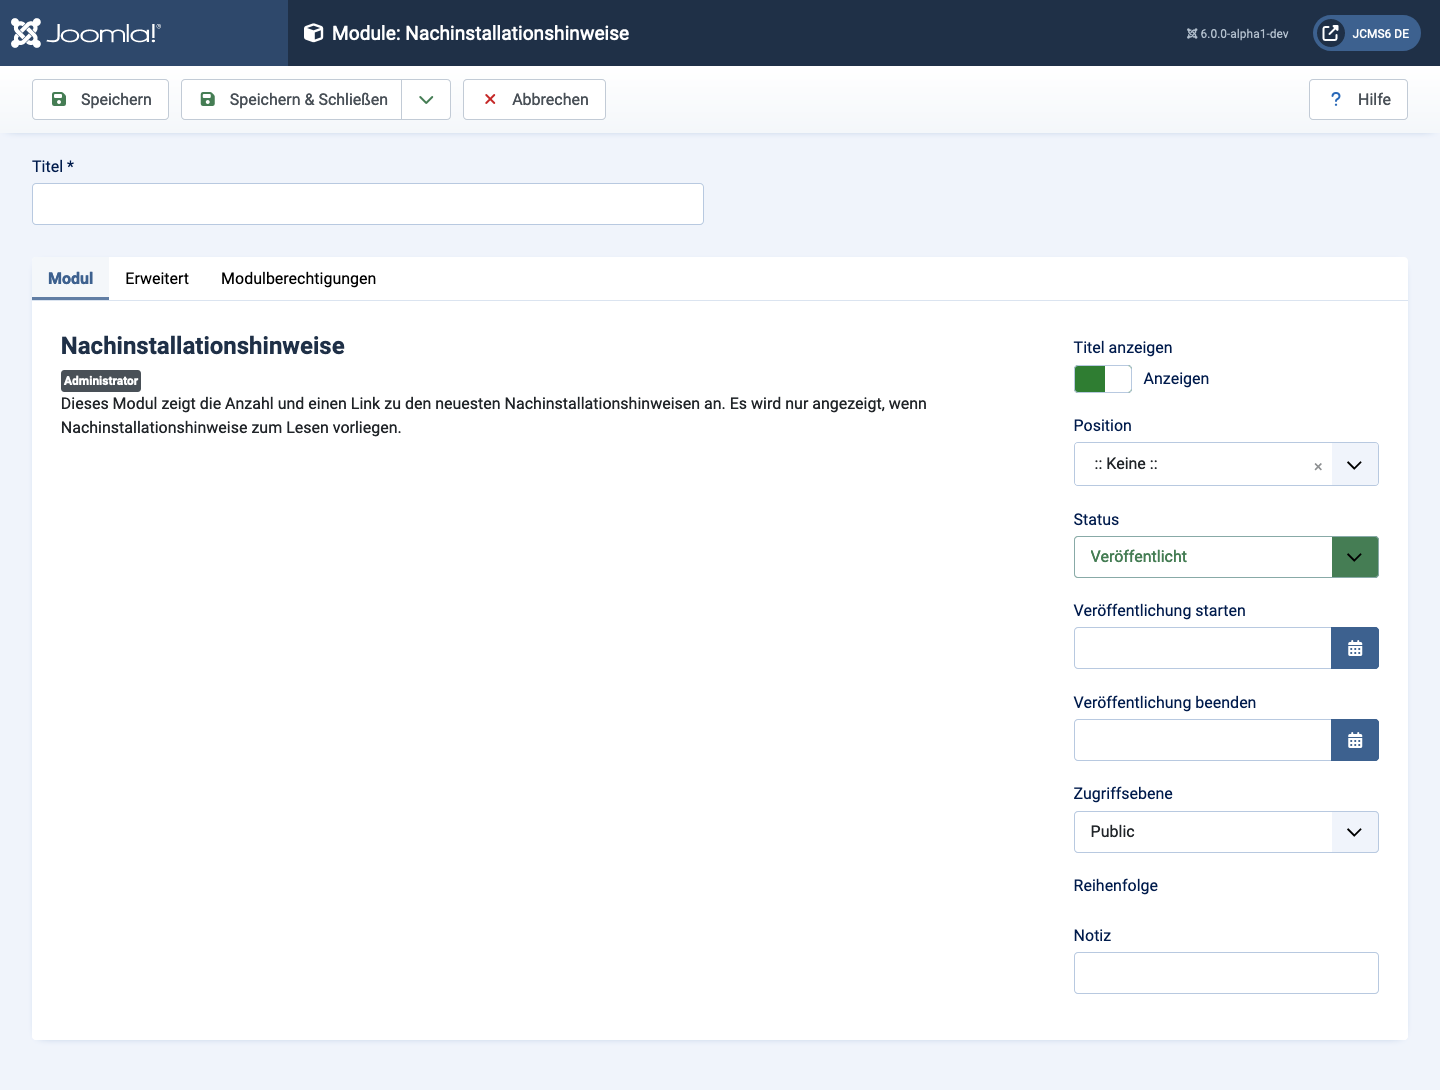 Joomla!®
Module: Nachinstallationshinweise
6.0.0-alpha1-dev
JCMS6 DE
Speichern
Speichern & Schließen
Abbrechen
? Hilfe
Titel *
Modul
Erweitert
Modulberechtigungen
Nachinstallationshinweise
Administrator
Dieses Modul zeigt die Anzahl und einen Link zu den neuesten Nachinstallationshinweisen an. Es wird nur angezeigt, wenn
Nachinstallationshinweise zum Lesen vorliegen.
Titel anzeigen
Anzeigen
Position
:: Keine ::
Status
Veröffentlicht
Veröffentlichung starten
Veröffentlichung beenden
Zugriffsebene
Public
Reihenfolge
Notiz